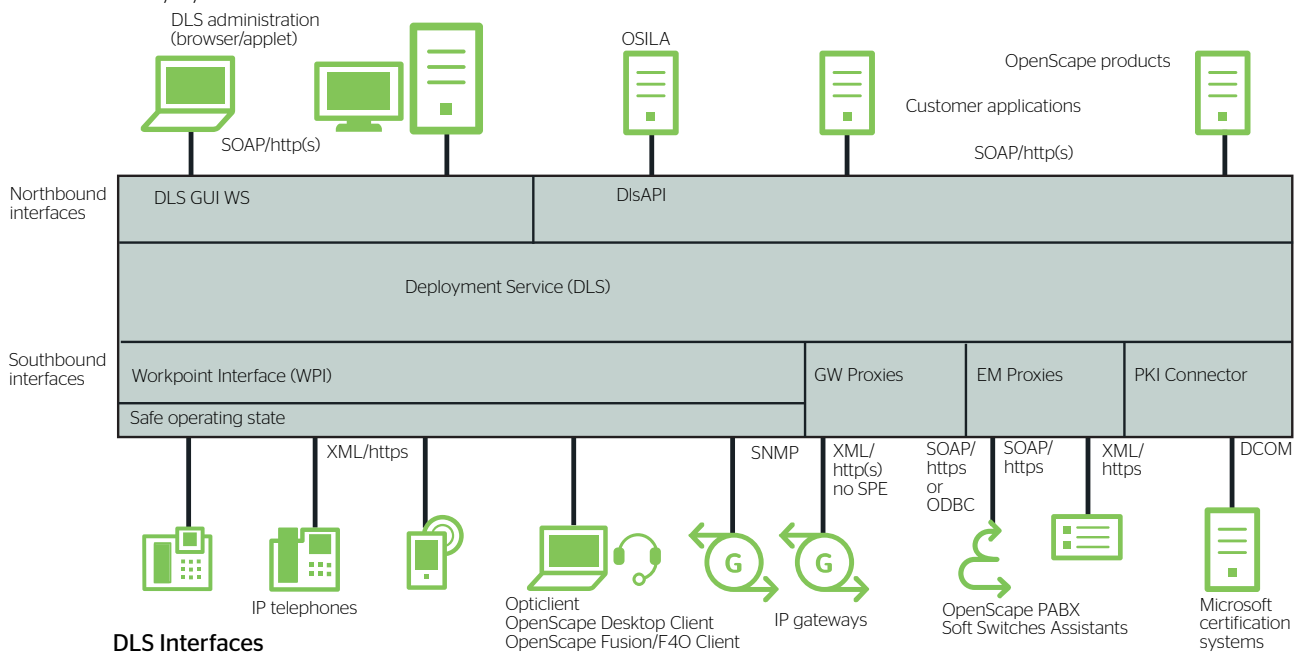 DLS administration
(browser/applet)
OSILA
OpenScape products
Customer applications
SOAP/http(s)
SOAP/http(s)
Northbound
interfaces
DLS GUI WS
DlsAPI
Deployment Service (DLS)
Southbound
interfaces
Workpoint Interface (WPI)
GW Proxies
EM Proxies
PKI Connector
Safe operating state
XML/https
SNMP
XML/
http(s)
no SPE
SOAP/
https
or
ODBC
SOAP/
https
XML/
https
DCOM
G
G
IP telephones
Opticlient
OpenScape Desktop Client
OpenScape Fusion/F4O Client
IP gateways
OpenScape PABX
Soft Switches Assistants
Microsoft
certification
systems
DLS Interfaces